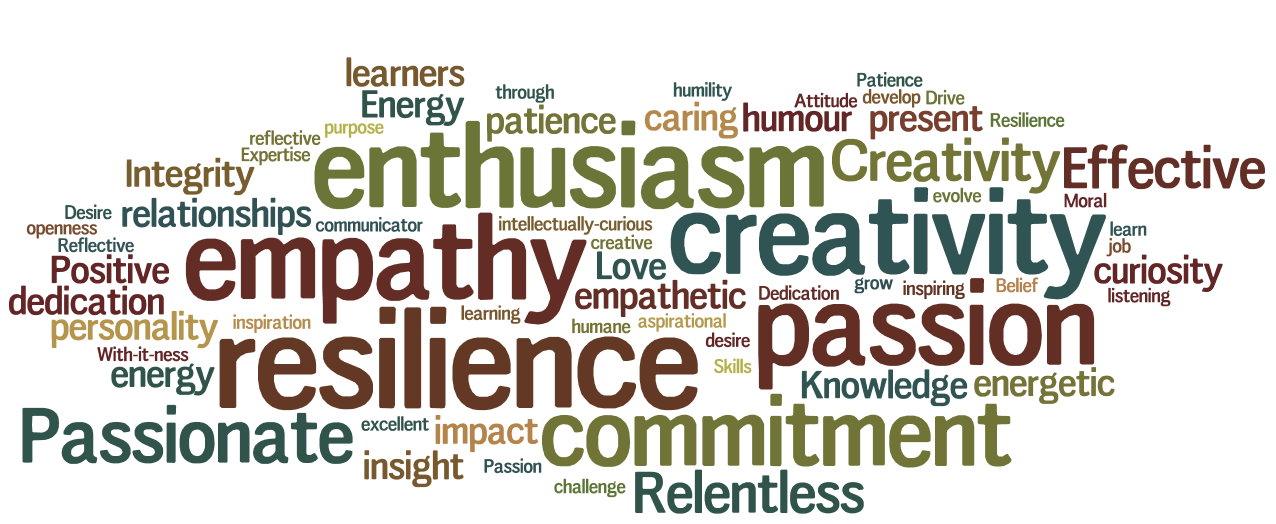 learners
Patience
Energy through humility Attitude develop Drive
patience caring humour present Resilience
reflective purpose
Expertise enthusiasm Creativity Effective
Integrity
evolve Moral
Desire relationships communicator intellectually-curious creativity learn
openness
Reflective empathy creative job
Positive Love curiosity
dedication empathetic Dedication grow inspiring Belief listening
personality inspiration learning humane aspirational passion
With-it-ness resilience desire
energy Skills
Knowledge energetic
Passionate excellent impact commitment
insight Passion
challenge Relentless